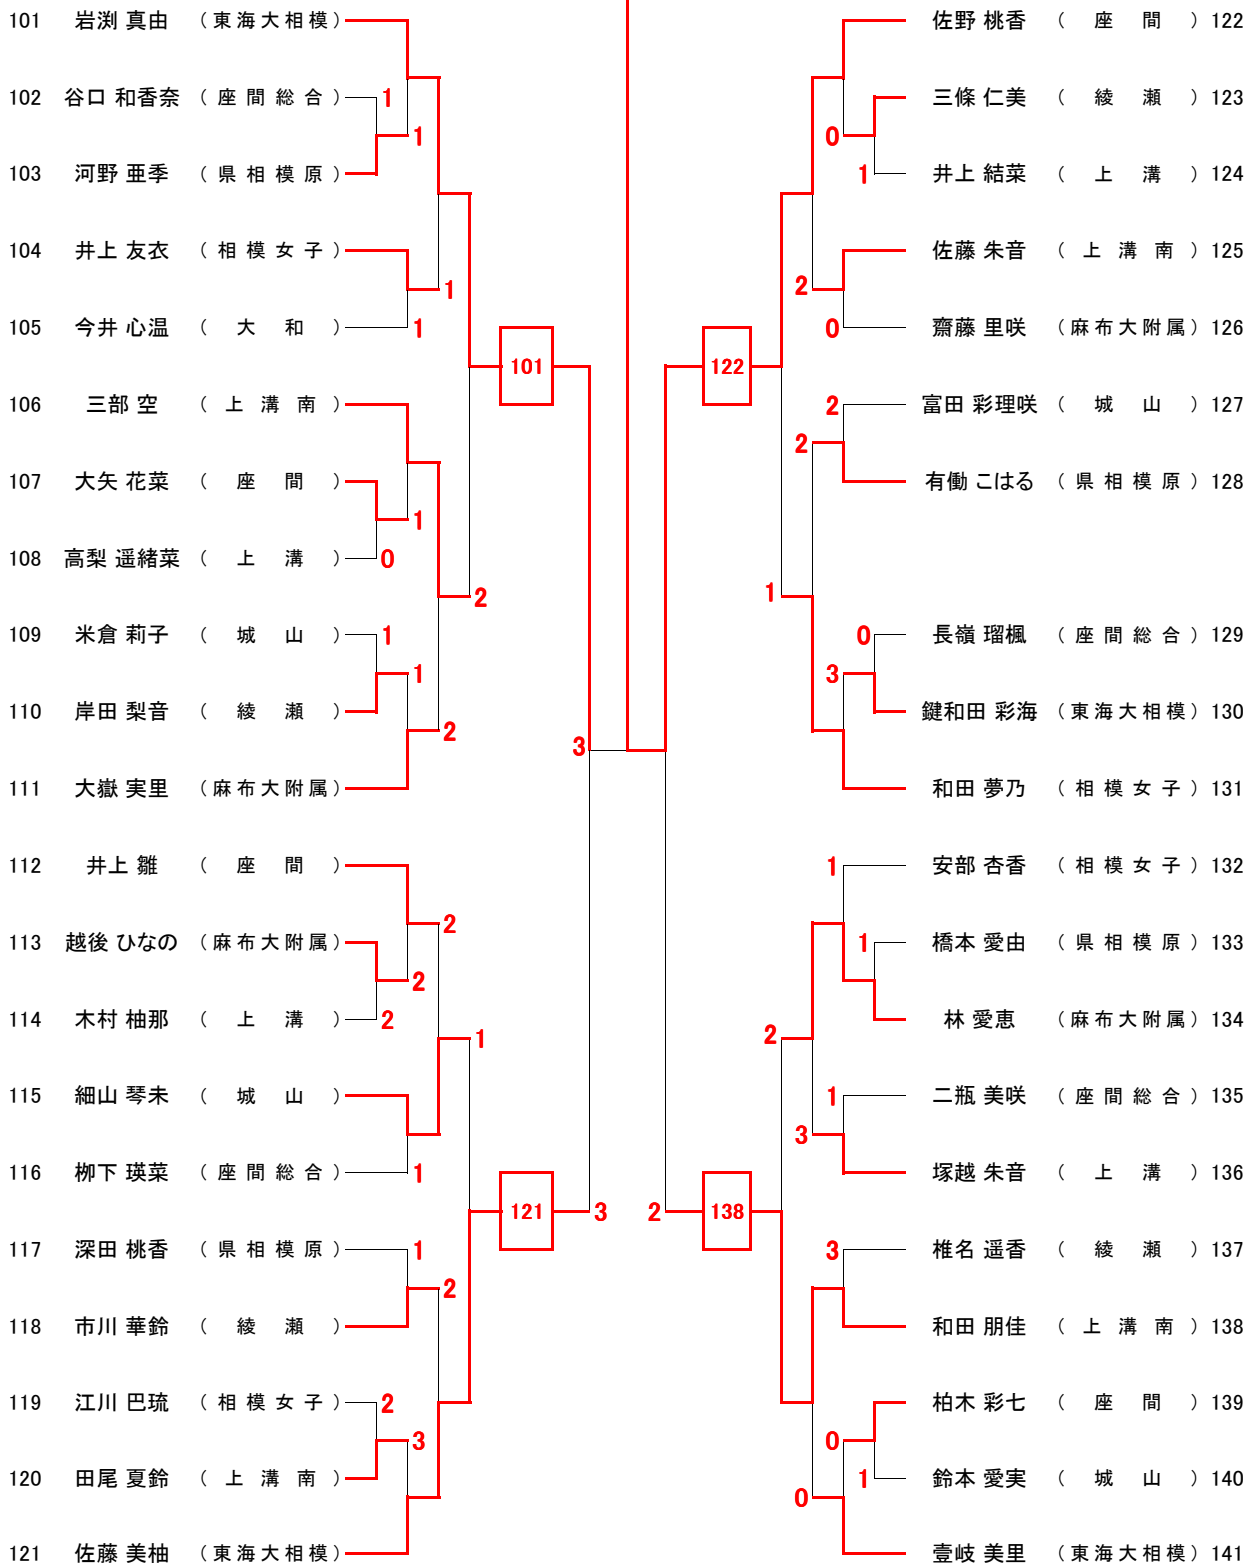 101 岩渕 真由 （東海大相模）
102 谷口 和香奈 （座間総合） 1
1
103 河野 亜季 （県相模原）
104 井上 友衣 （相模女子）
1
105 今井 心温 （大和） 1
101
106 三部 空 （上溝南）
107 大矢 花菜 （座間）
1
108 高梨 遥緒菜 （上溝） 0
2
109 米倉 莉子 （城山） 1
1
110 岸田 梨音 （綾瀬）
2
111 大嶽 実里 （麻布大附属）
3
112 井上 雛 （座間）
2
113 越後 ひなの （麻布大附属）
2
114 木村 柚那 （上溝） 2
1
115 細山 琴未 （城山）
116 栁下 瑛菜 （座間総合） 1
121 3
117 深田 桃香 （県相模原） 1
2
118 市川 華鈴 （綾瀬）
119 江川 巴琉 （相模女子） 2
3
120 田尾 夏鈴 （上溝南）
121 佐藤 美柚 （東海大相模）
佐野 桃香 （座間） 122
三條 仁美 （綾瀬） 123
0
1 井上 結菜 （上溝） 124
佐藤 朱音 （上溝南） 125
2
0 齋藤 里咲 （麻布大附属） 126
122
2 富田 彩理咲 （城山） 127
2
有働 こはる （県相模原） 128
1
0 長嶺 瑠楓 （座間総合） 129
3
鍵和田 彩海 （東海大相模） 130
和田 夢乃 （相模女子） 131
1 安部 杏香 （相模女子） 132
1 橋本 愛由 （県相模原） 133
林 愛恵 （麻布大附属） 134
2
1 二瓶 美咲 （座間総合） 135
3
塚越 朱音 （上溝） 136
2 138
3 椎名 遥香 （綾瀬） 137
和田 朋佳 （上溝南） 138
柏木 彩七 （座間） 139
0
1 鈴本 愛実 （城山） 140
0
壹岐 美里 （東海大相模） 141